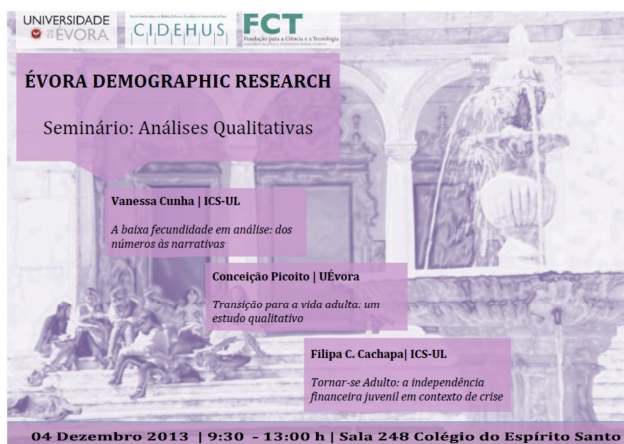 UNIVERSIDADE
DE ÉVORA
CIDEHUS
FCT
Fundação para a Ciência e a Tecnologia
ÉVORA DEMOGRAPHIC RESEARCH
Seminário: Análises Qualitativas
Vanessa Cunha | ICS-UL
A baixa fecundidade em análise: dos
números às narrativas
Conceição Picoito | UÉvora
Transição para a vida adulta: um
estudo qualitativo
Filipa C. Cachapa| ICS-UL
Tornar-se Adulto: a independência
financeira juvenil em contexto de crise
04 Dezembro 2013 | 9:30 - 13:00 h | Sala 248 Colégio do Espírito Santo